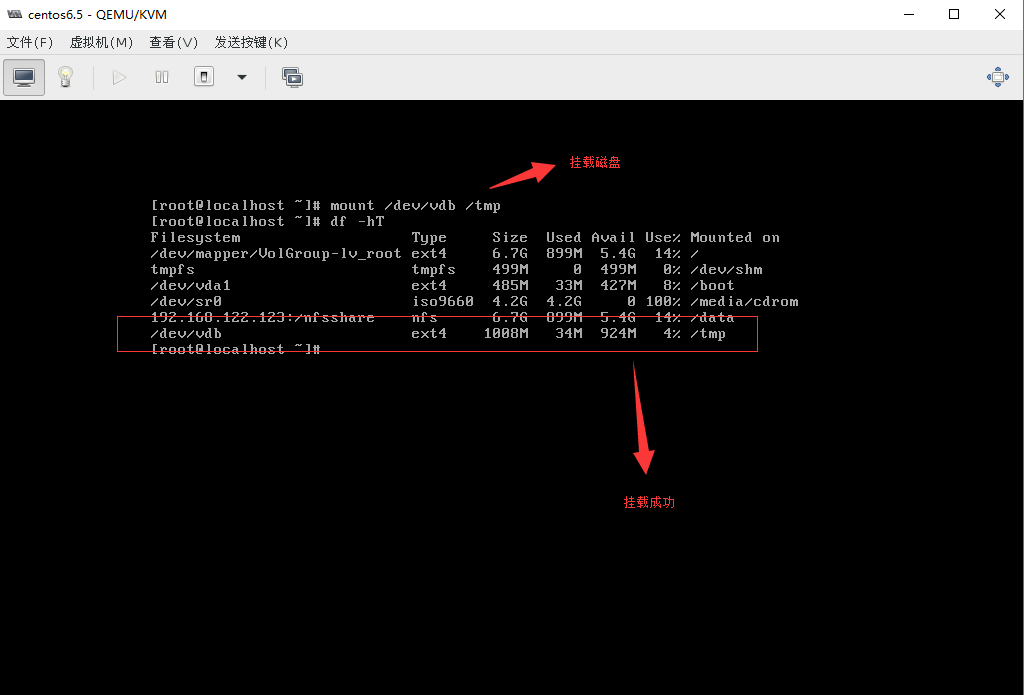 centos6.5 - QEMU/KVM
文件(F) 虚拟机(M) 查看(V) 发送按键(K)
挂载磁盘
[root@localhost ~]# mount /dev/vdb /tmp
[root@localhost ~]# df -hT
Filesystem Type Size Used Avail Use% Mounted on
/dev/mapper/VolGroup-lv_root ext4 6.7G 899M 5.4G 14% /
tmpfs tmpfs 499M 0 499M 0% /dev/shm
/dev/vda1 ext4 485M 33M 427M 8% /boot
/dev/sr0 iso9660 4.2G 4.2G 0 100% /media/cdrom
192.168.122.123:/nfsshare nfs 6.7G 899M 5.4G 14% /data
/dev/vdb ext4 1008M 34M 924M 4% /tmp
[root@localhost ~]#
挂载成功